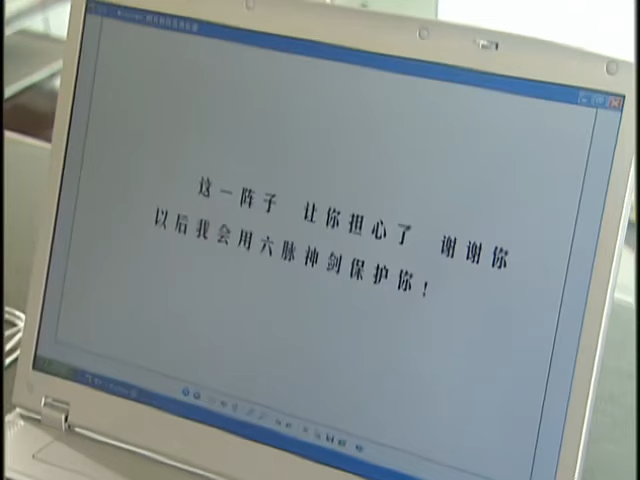 这一阵子 让你担心了 谢谢你
以后我会用六脉神剑保护你！